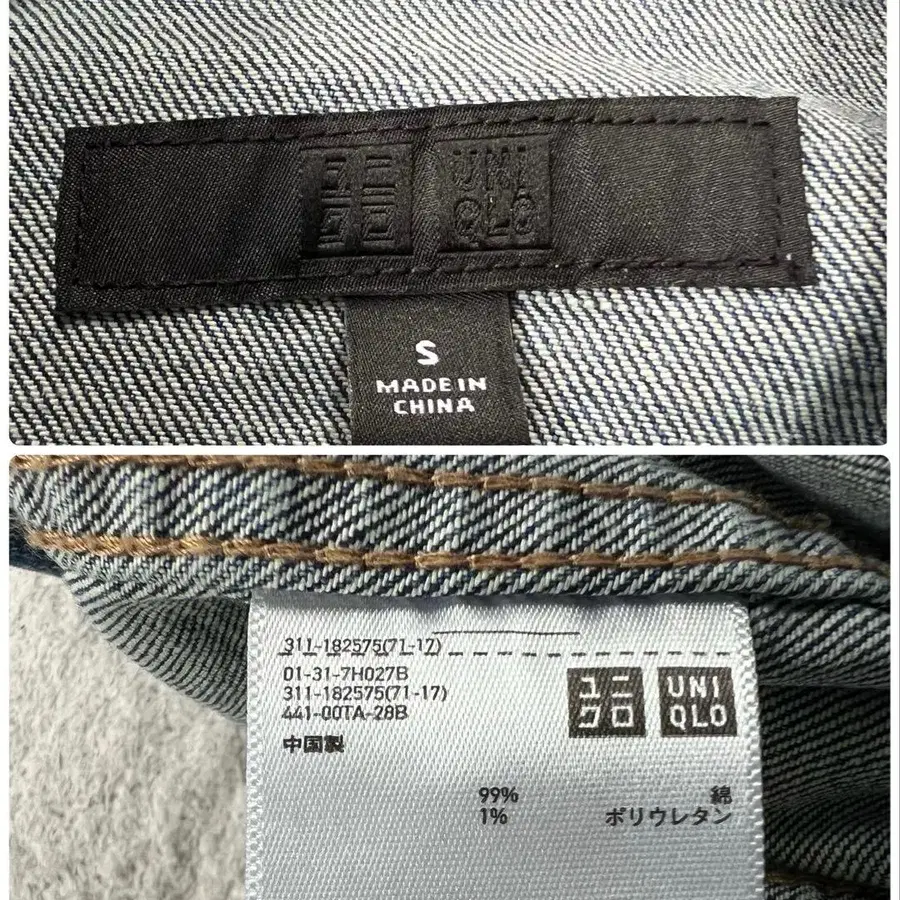 ユニ UNI
クロ QLO
S
MADE IN
CHINA
311-182575(71-17)
01-31-7H027B
311-182575(71-17)
441-00TA-28B
中国製
ユニ UNI
クロ QLO
99% 綿
1% ポリウレタン